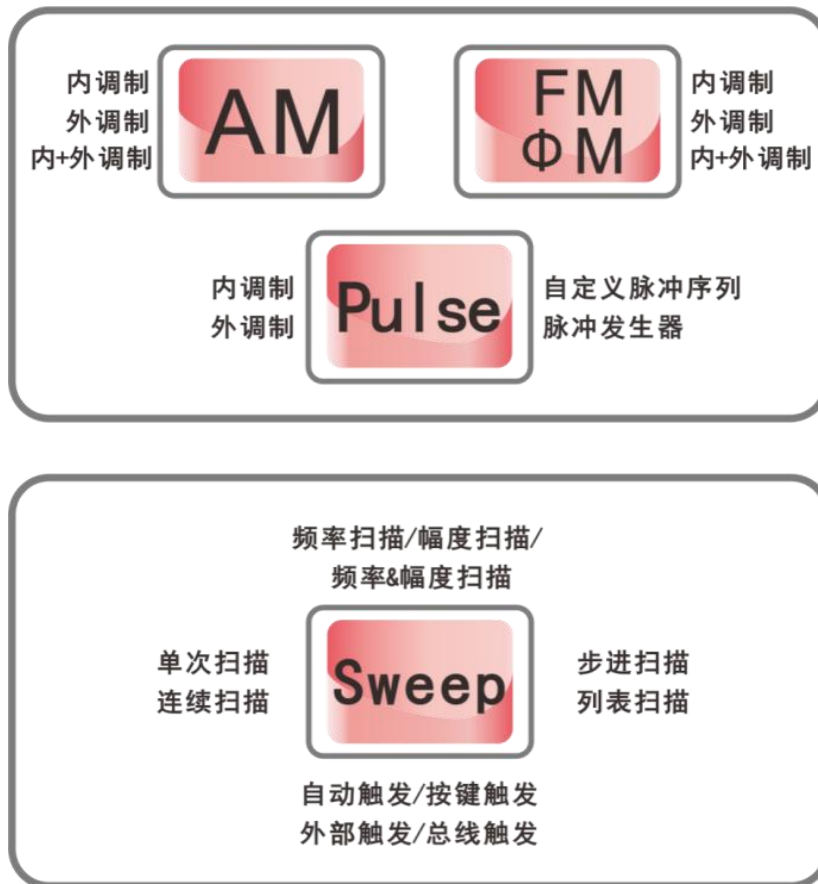 内调制
外调制
内+外调制
AM
FM
ΦM
内调制
外调制
内+外调制
内调制
外调制
Pulse
自定义脉冲序列
脉冲发生器
频率扫描/幅度扫描/
频率&幅度扫描
单次扫描
连续扫描
Sweep
步进扫描
列表扫描
自动触发/按键触发
外部触发/总线触发